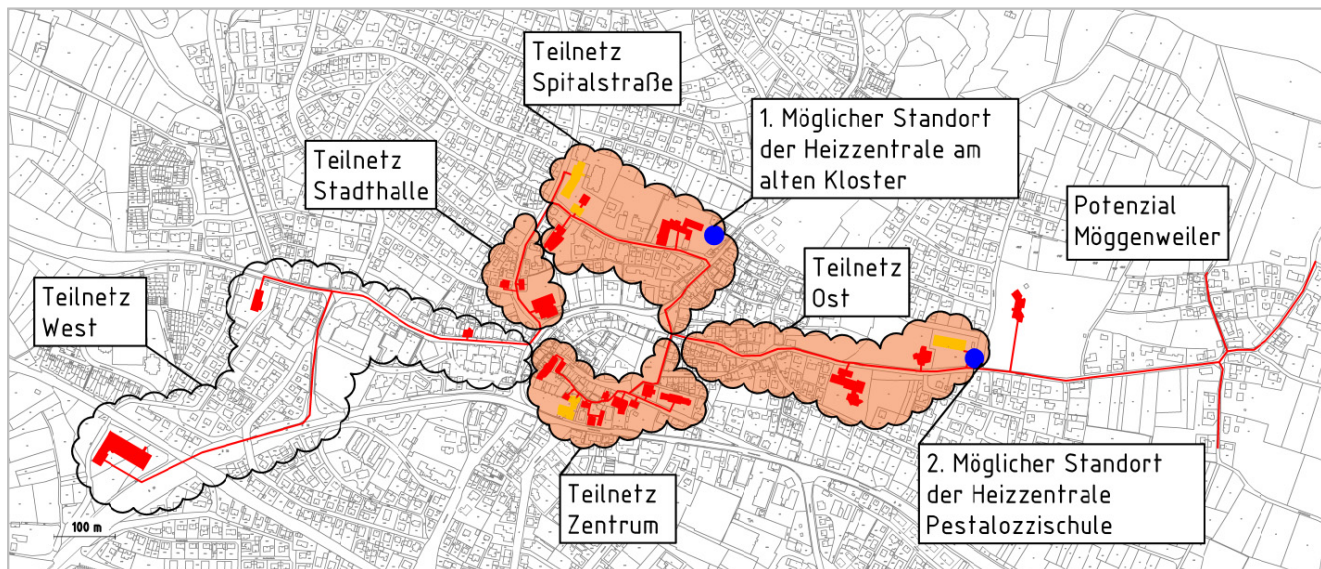 Teilnetz
Spitalstraße
1. Möglicher Standort
der Heizzentrale am
alten Kloster
Teilnetz
Stadthalle
Potenzial
Möggenweiler
Teilnetz
Ost
Teilnetz
West
2. Möglicher Standort
der Heizzentrale
Pestalozzischule
Teilnetz
Zentrum
100 m